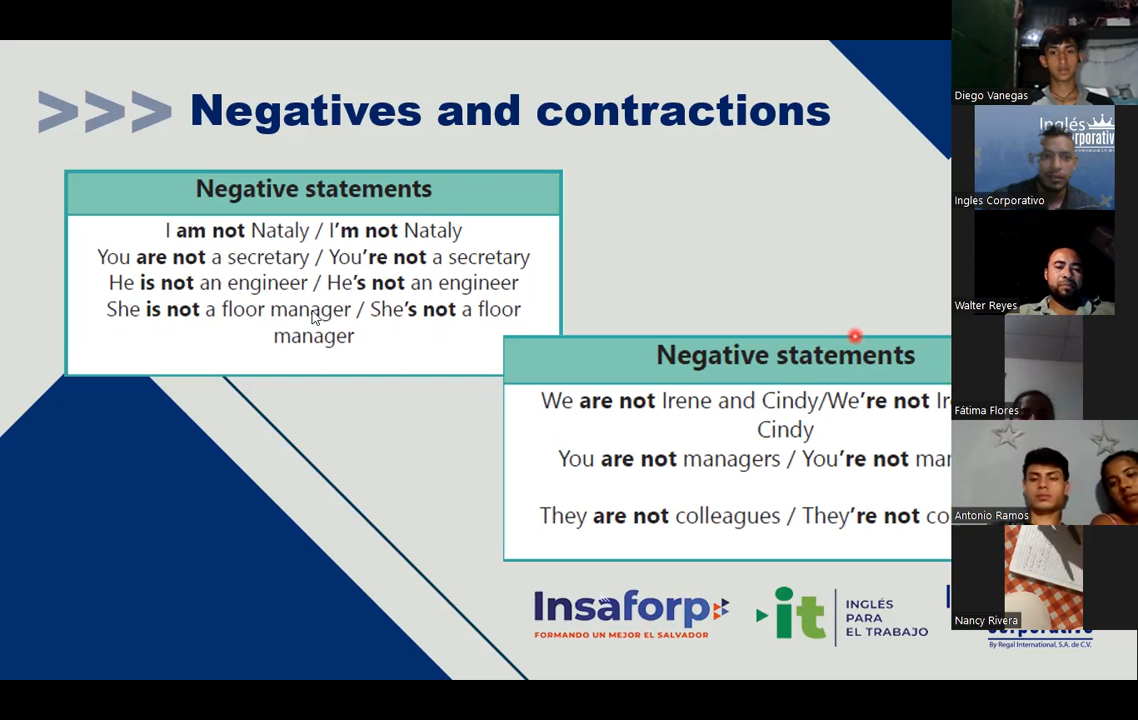 >>> Negatives and contractions
Negative statements
I am not Nataly / I'm not Nataly
You are not a secretary / You're not a secretary
He is not an engineer / He's not an engineer
She is not a floor manager / She's not a floor
manager
Negative statements
We are not Irene and Cindy/We're not Ir
Cindy
You are not managers / You're not mar
They are not colleagues / They're not co
Insaforp
FORMANDO UN MEJOR EL SALVADOR
it
INGLÉS
PARA
EL TRABAJO
By Regal International, S.A. de C.V.
Diego Vanegas
Inglés
Corporativo
Ingles Corporativo
Walter Reyes
Fátima Flores
Antonio Ramos
Nancy Rivera